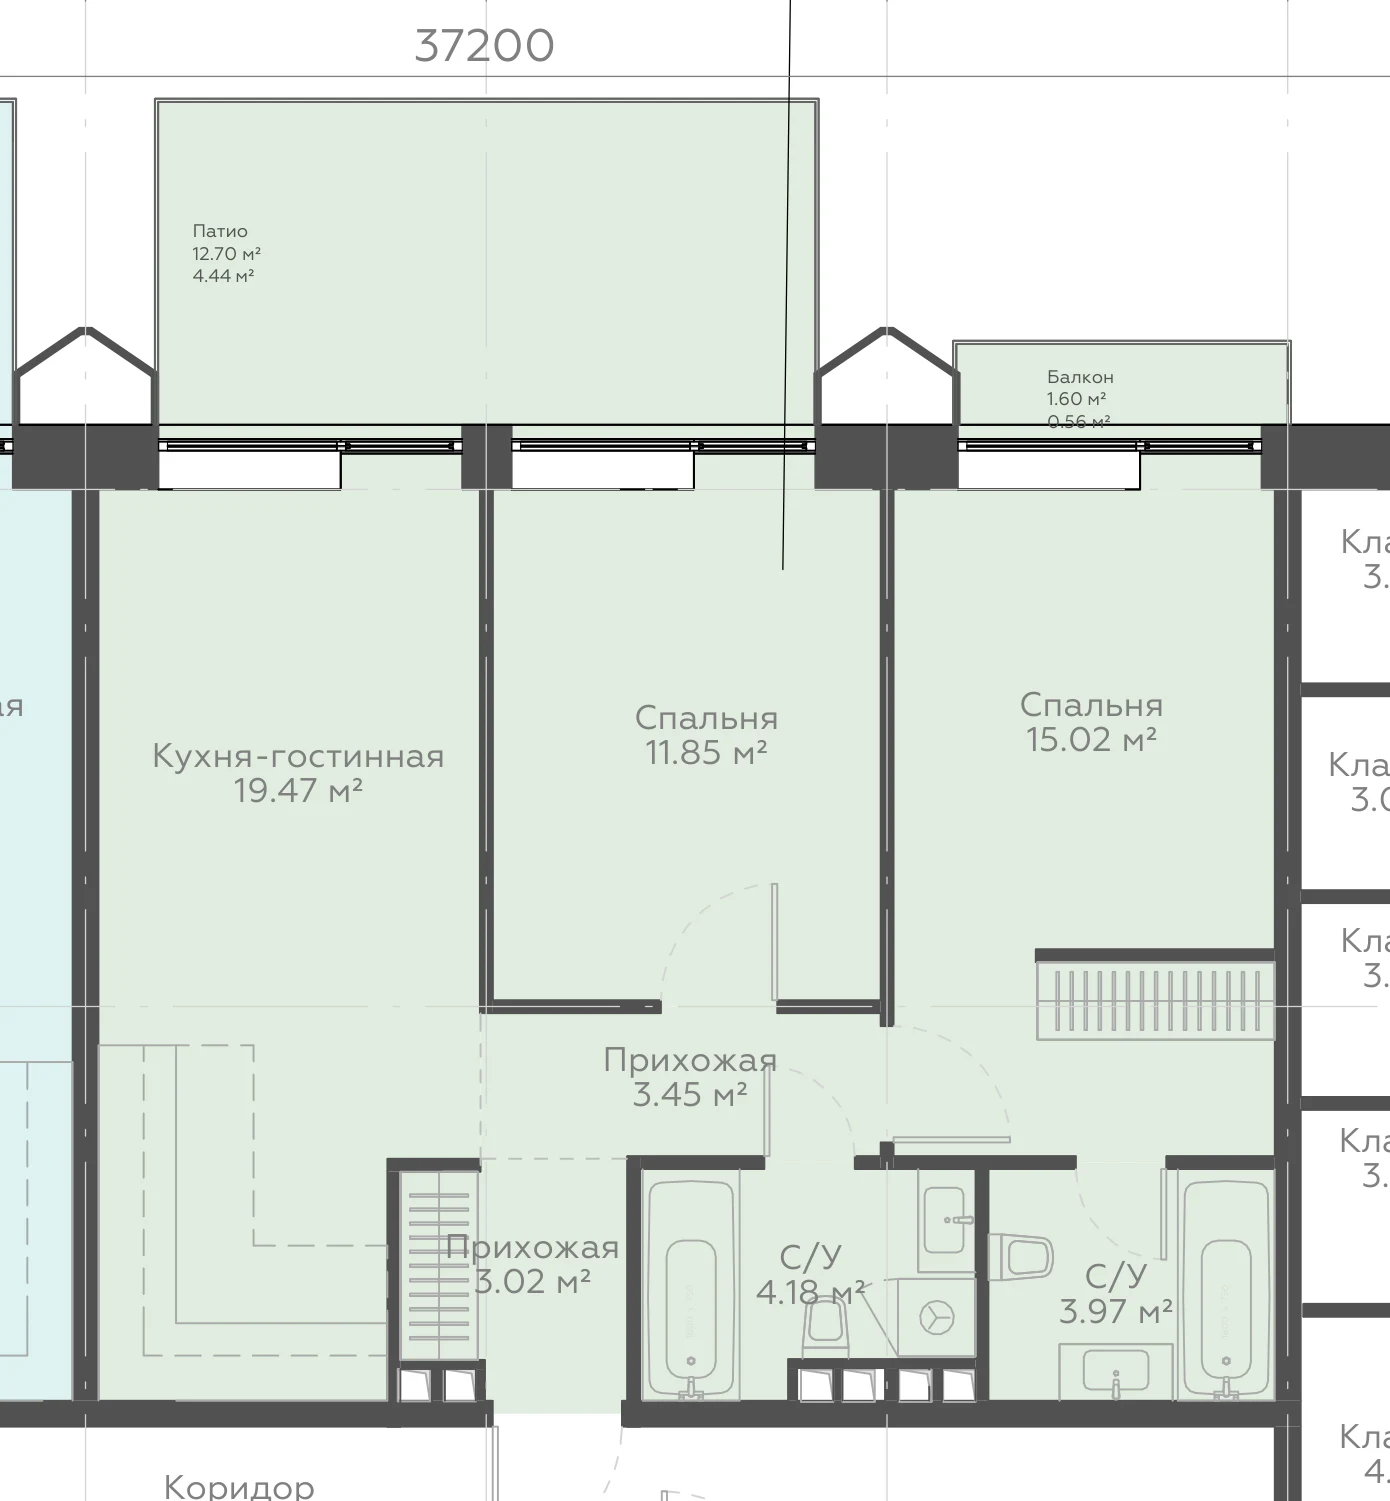 37200
Патио
12.70 м²
4.44 м²
Балкон
1.60 м²
0.56 м²
Спальня
15.02 м²
Спальня
11.85 м²
Кухня-гостинная
19.47 м²
Прихожая
3.45 м²
Прихожая
3.02 м²
С/У
4.18 м²
С/У
3.97 м²
Коридор